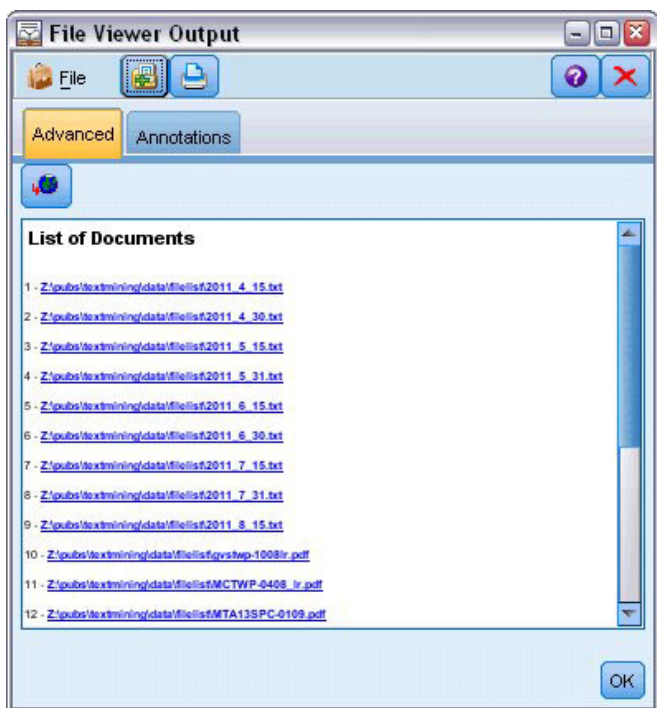 File Viewer Output
File
Advanced
Annotations
List of Documents
1 - Z:\pubs\textmining\data\filelist\2011_4_15.txt
2 - Z:\pubs\textmining\data\filelist\2011_4_30.txt
3 - Z:\pubs\textmining\data\filelist\2011_5_15.txt
4 - Z:\pubs\textmining\data\filelist\2011_5_31.txt
5 - Z:\pubs\textmining\data\filelist\2011_6_15.txt
6 - Z:\pubs\textmining\data\filelist\2011_6_30.txt
7 - Z:\pubs\textmining\data\filelist\2011_7_15.txt
8 - Z:\pubs\textmining\data\filelist\2011_7_31.txt
9 - Z:\pubs\textmining\data\filelist\2011_8_15.txt
10 - Z:\pubs\textmining\data\filelist\gvstwp-1008lr.pdf
11 - Z:\pubs\textmining\data\filelist\MCTWP-0408_lr.pdf
12 - Z:\pubs\textmining\data\filelist\MTA13SPC-0109.pdf
OK